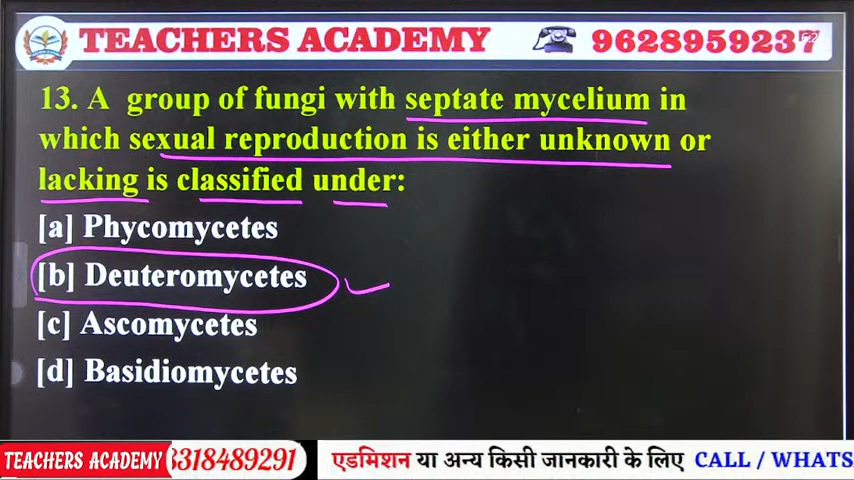 TEACHERS ACADEMY 9628959237
13. A group of fungi with septate mycelium in
which sexual reproduction is either unknown or
lacking is classified under:
[a] Phycomycetes
[b] Deuteromycetes
[c] Ascomycetes
[d] Basidiomycetes
TEACHERS ACADEMY 8318489291 एडमिशन या अन्य किसी जानकारी के लिए CALL / WHATS